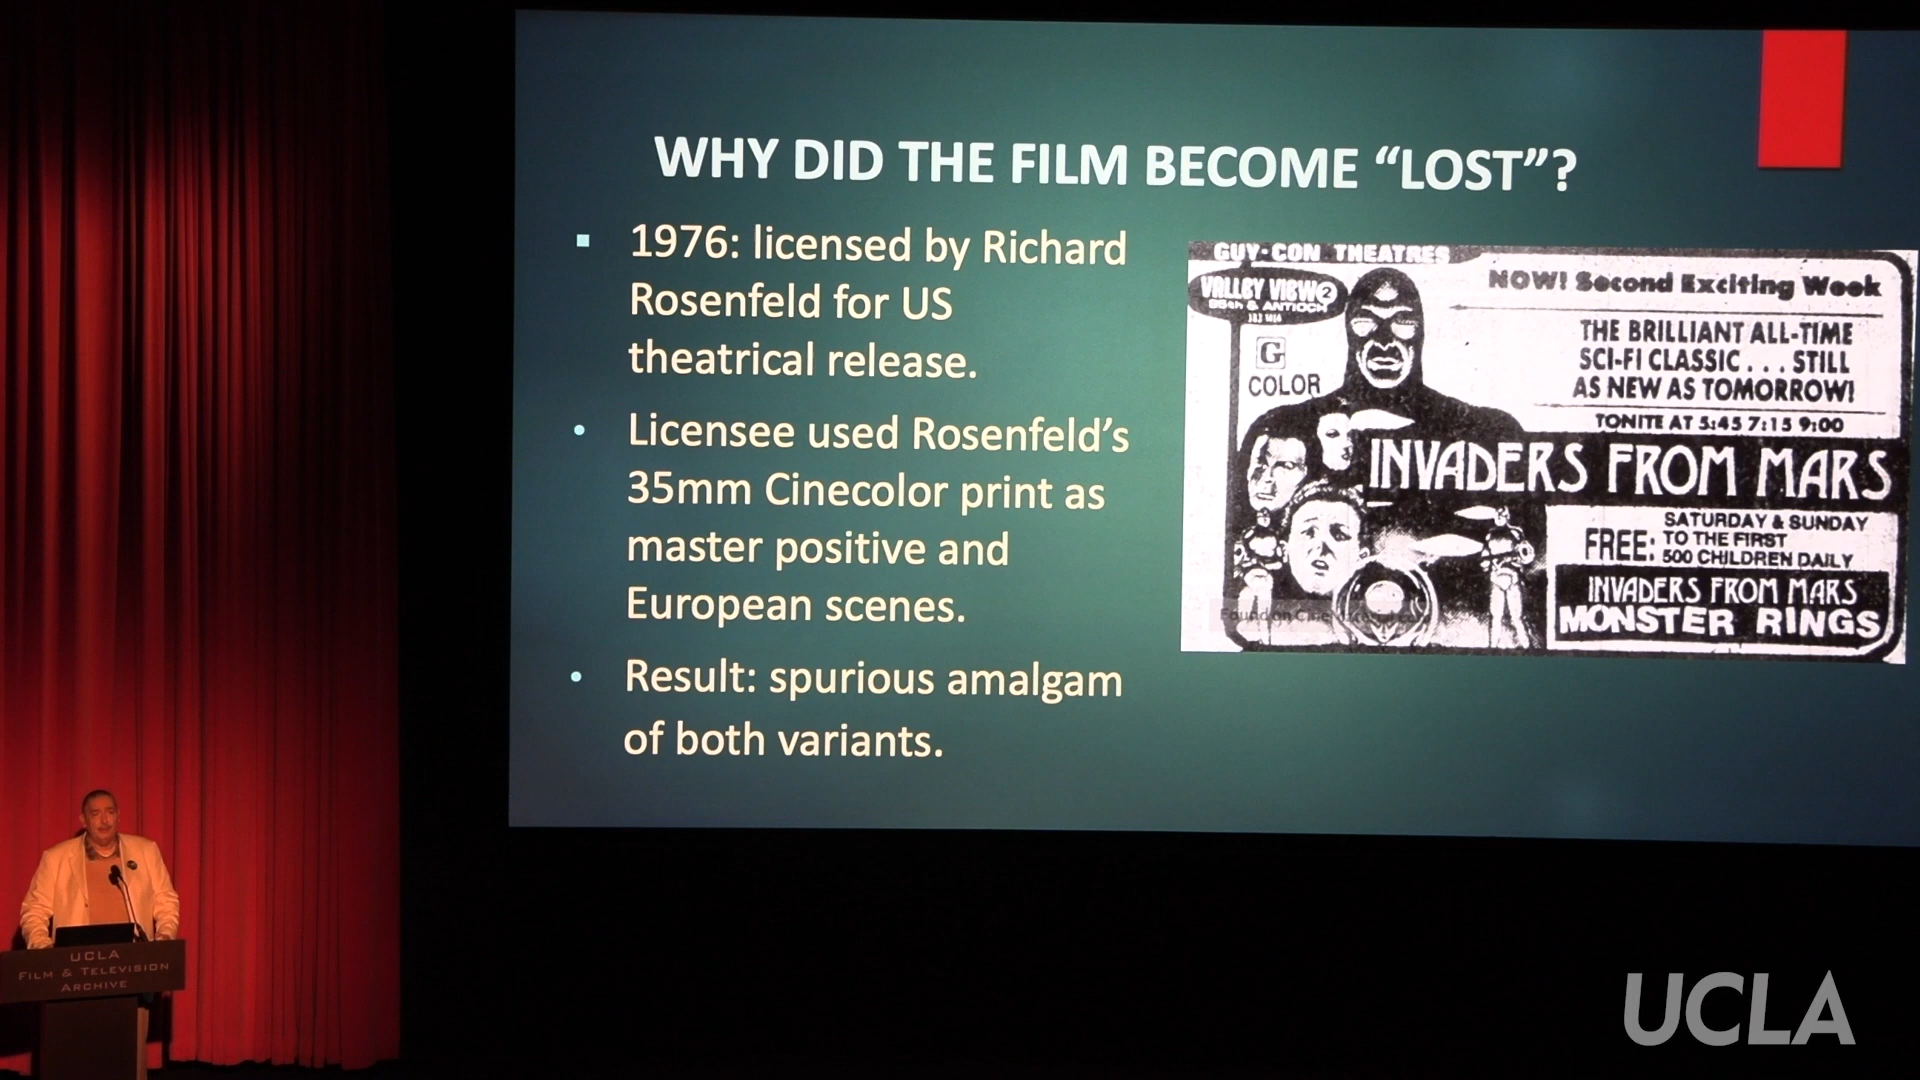 WHY DID THE FILM BECOME “LOST”?
▪ 1976: licensed by Richard
Rosenfeld for US
theatrical release.
• Licensee used Rosenfeld’s
35mm Cinecolor print as
master positive and
European scenes.
• Result: spurious amalgam
of both variants.
GUY-CON THEATRES
VALLEY VIEW 2
95th & ANTIOCH
G
COLOR
NOW! Second Exciting Week
THE BRILLIANT ALL-TIME
SCI-FI CLASSIC . . . STILL
AS NEW AS TOMORROW!
TONITE AT 5:45 7:15 9:00
INVADERS FROM MARS
SATURDAY & SUNDAY
FREE: TO THE FIRST
500 CHILDREN DAILY
INVADERS FROM MARS
MONSTER RINGS
UCLA
FILM & TELEVISION
ARCHIVE
UCLA